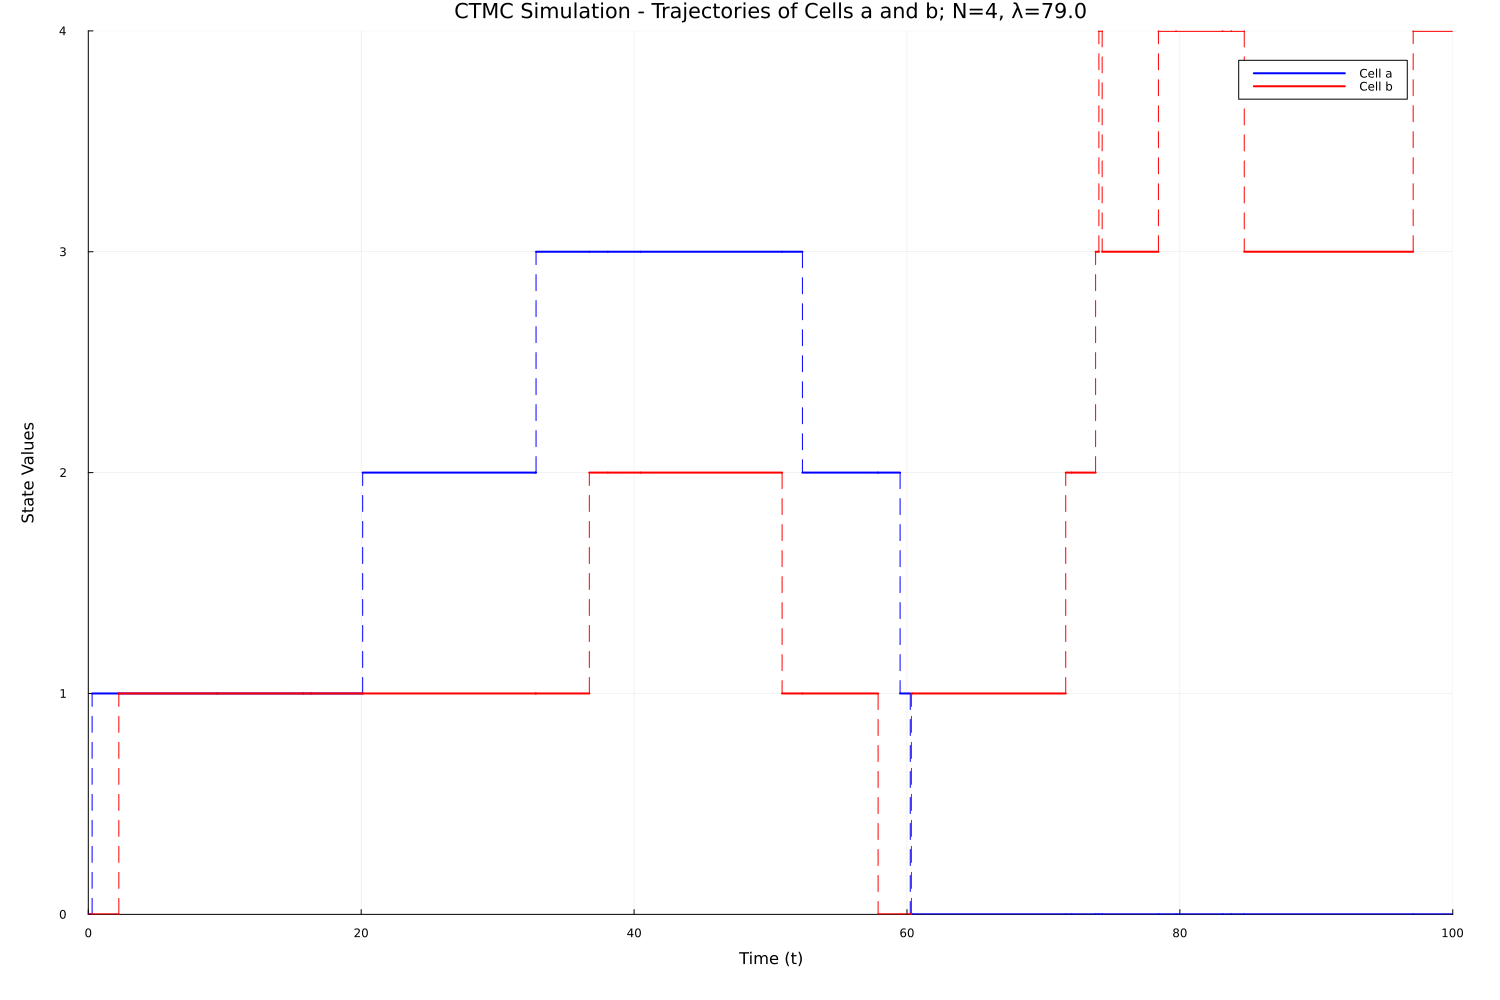 CTMC Simulation - Trajectories of Cells a and b; N=4, λ=79.0
4
Cell a
Cell b
3
2
State Values
1
0
0 20 40 60 80 100
Time (t)